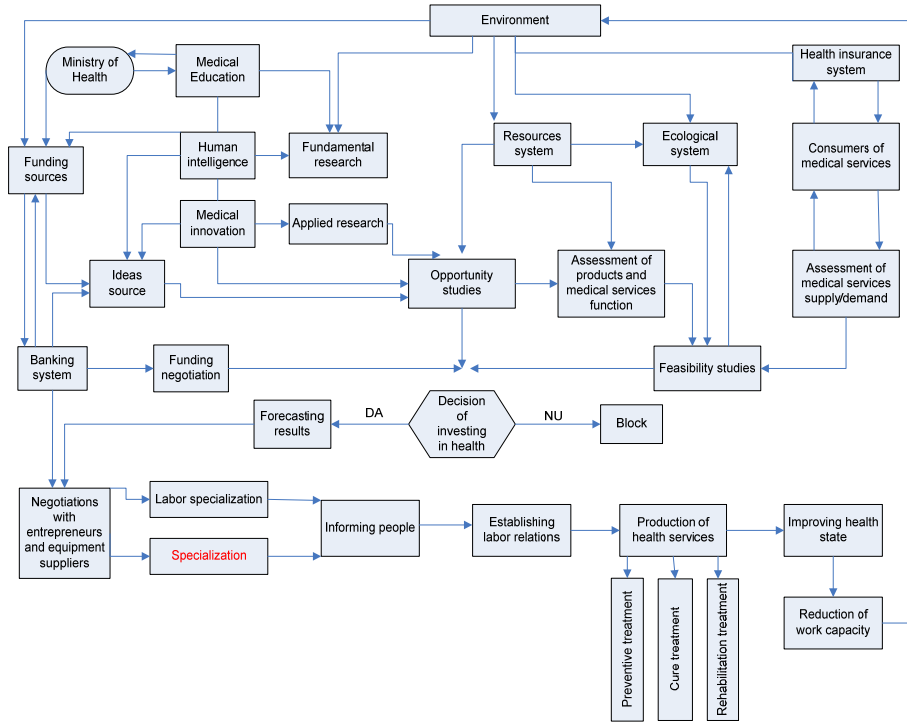 Environment
Ministry of
Health
Medical
Education
Health insurance
system
Funding
sources
Human
intelligence
Fundamental
research
Resources
system
Ecological
system
Consumers of
medical services
Medical
innovation
Applied research
Ideas
source
Opportunity
studies
Assessment of
products and
medical services
function
Assessment of
medical services
supply/demand
Banking
system
Funding
negotiation
Feasibility studies
Forecasting
results
DA
Decision
of
investing
in health
NU
Block
Negotiations
with
entrepreneurs
and equipment
suppliers
Labor specialization
Specialization
Informing people
Establishing
labor relations
Production of
health services
Improving health
state
Preventive treatment
Cure treatment
Rehabilitation treatment
Reduction of
work capacity